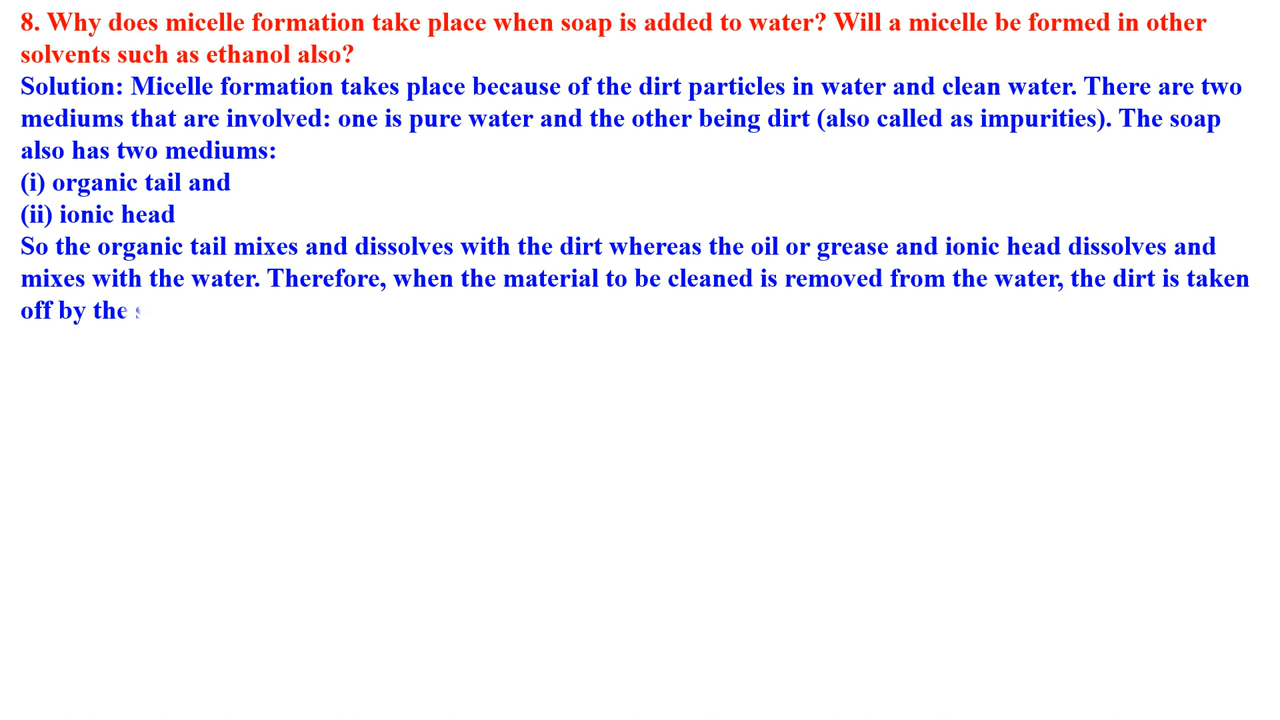 8. Why does micelle formation take place when soap is added to water? Will a micelle be formed in other
solvents such as ethanol also?
Solution: Micelle formation takes place because of the dirt particles in water and clean water. There are two
mediums that are involved: one is pure water and the other being dirt (also called as impurities). The soap
also has two mediums:
(i) organic tail and
(ii) ionic head
So the organic tail mixes and dissolves with the dirt whereas the oil or grease and ionic head dissolves and
mixes with the water. Therefore, when the material to be cleaned is removed from the water, the dirt is taken
off by the